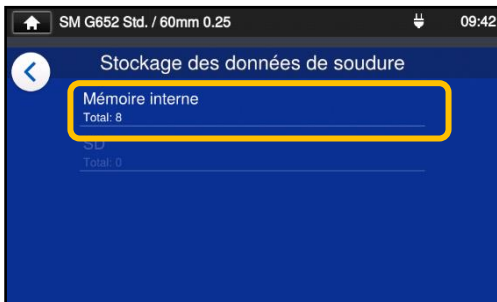 SM G652 Std. / 60mm 0.25
09:42
Stockage des données de soudure
Mémoire interne
Total: 8
SD
Total: 0